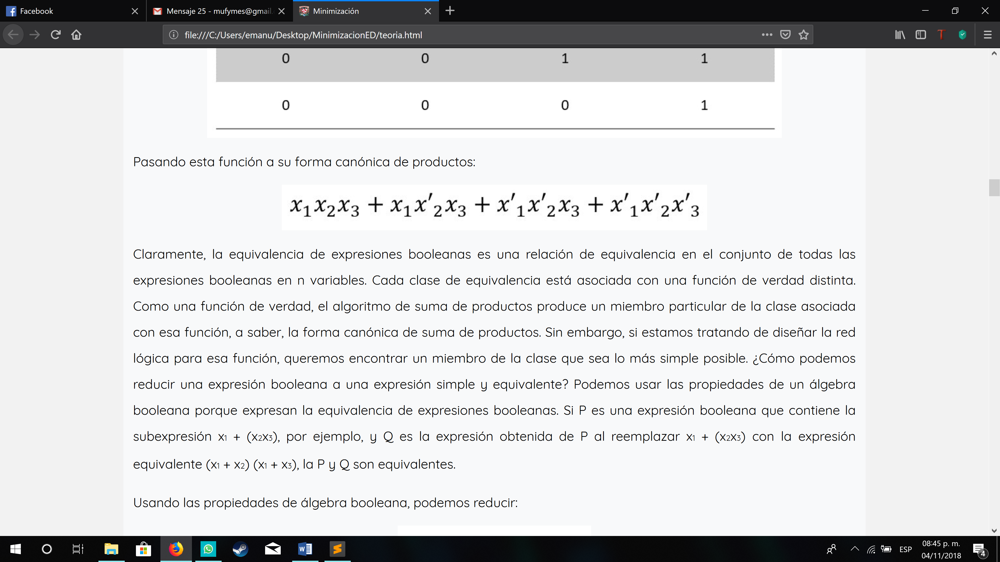 Facebook
Mensaje 25 - mufymes@gmail.
Minimización
file:///C:/Users/emanu/Desktop/MinimizacionED/teoria.html
0 0 1 1
0 0 0 1
Pasando esta función a su forma canónica de productos:
x₁x₂x₃ + x₁x′₂x₃ + x′₁x′₂x₃ + x′₁x′₂x′₃
Claramente, la equivalencia de expresiones booleanas es una relación de equivalencia en el conjunto de todas las
expresiones booleanas en n variables. Cada clase de equivalencia está asociada con una función de verdad distinta.
Como una función de verdad, el algoritmo de suma de productos produce un miembro particular de la clase asociada
con esa función, a saber, la forma canónica de suma de productos. Sin embargo, si estamos tratando de diseñar la red
lógica para esa función, queremos encontrar un miembro de la clase que sea lo más simple posible. ¿Cómo podemos
reducir una expresión booleana a una expresión simple y equivalente? Podemos usar las propiedades de un álgebra
booleana porque expresan la equivalencia de expresiones booleanas. Si P es una expresión booleana que contiene la
subexpresión x₁ + (x₂x₃), por ejemplo, y Q es la expresión obtenida de P al reemplazar x₁ + (x₂x₃) con la expresión
equivalente (x₁ + x₂) (x₁ + x₃), la P y Q son equivalentes.
Usando las propiedades de álgebra booleana, podemos reducir:
ESP
08:45 p. m.
04/11/2018
4